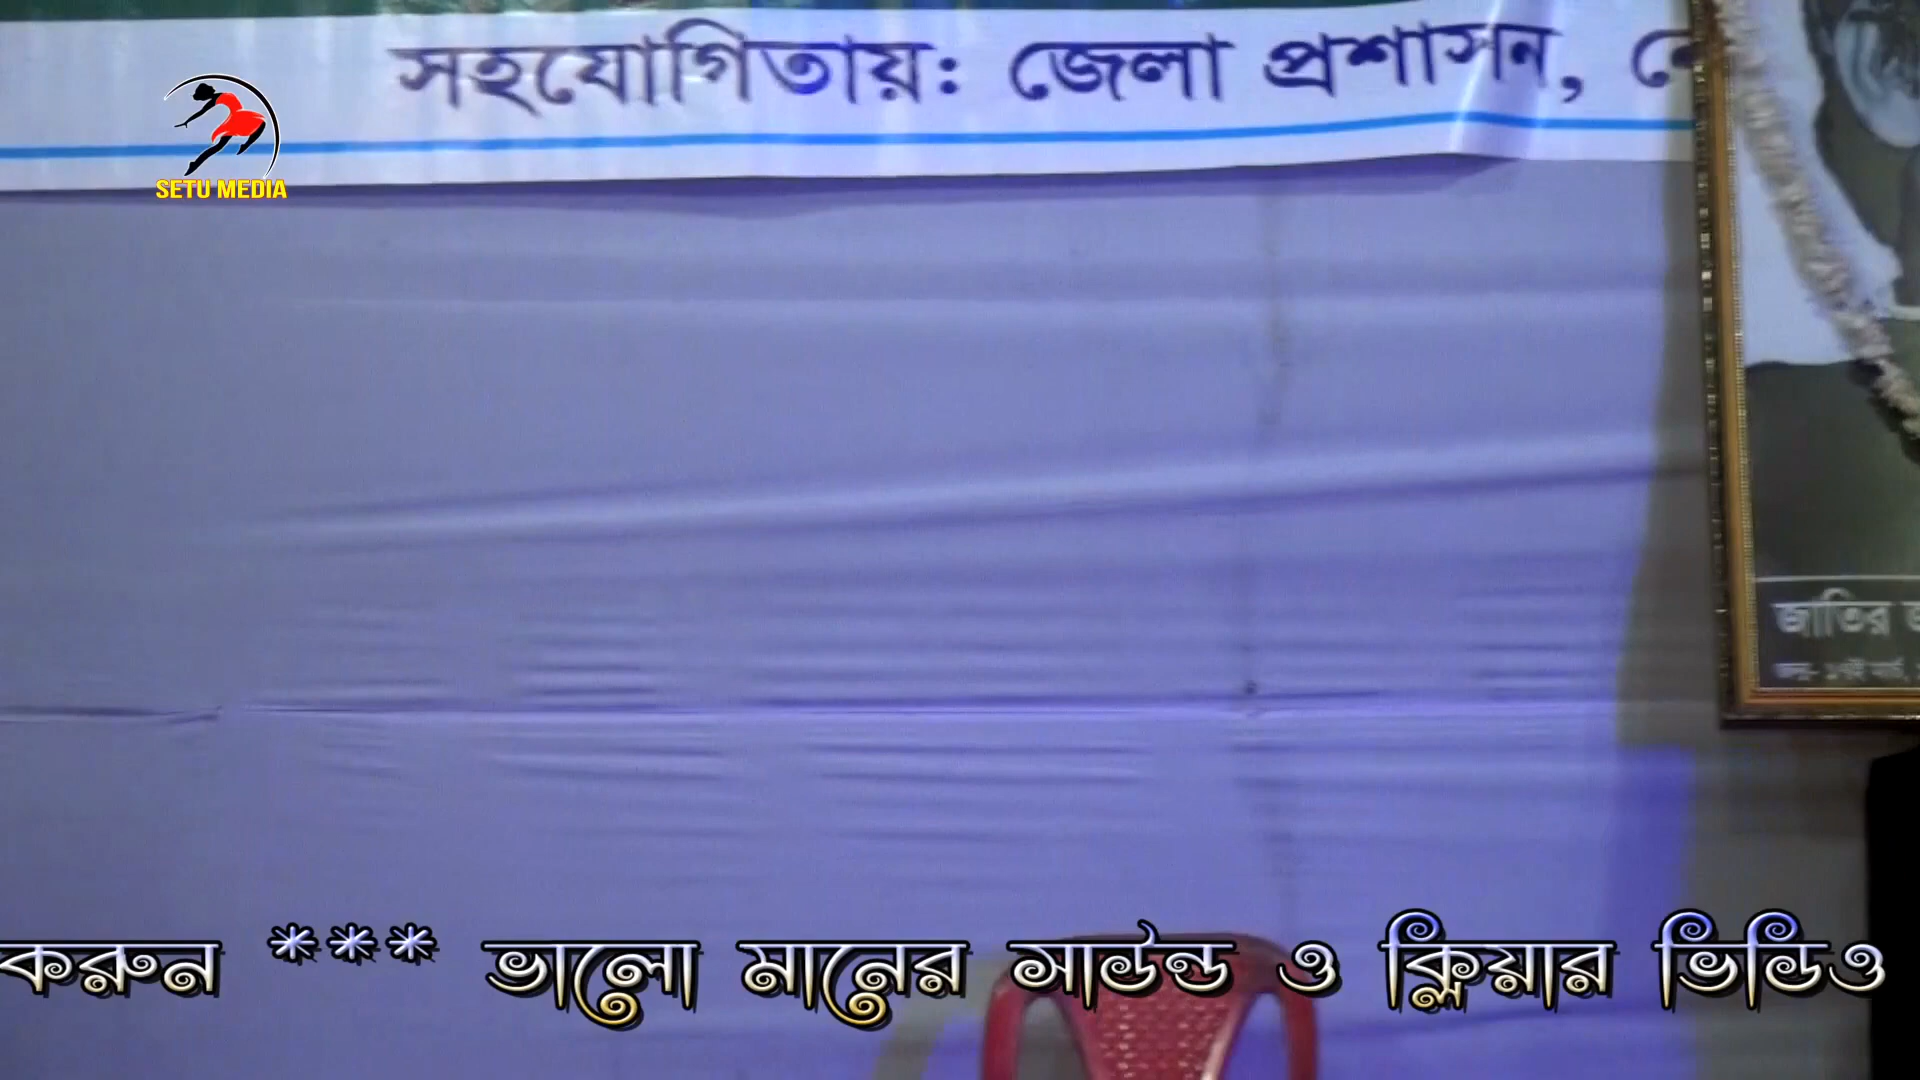 সহযোগিতায়: জেলা প্রশাসন,
SETU MEDIA
জাতির
করুন *** ভালো মানের সাউন্ড ও ক্লিয়ার ভিডিও